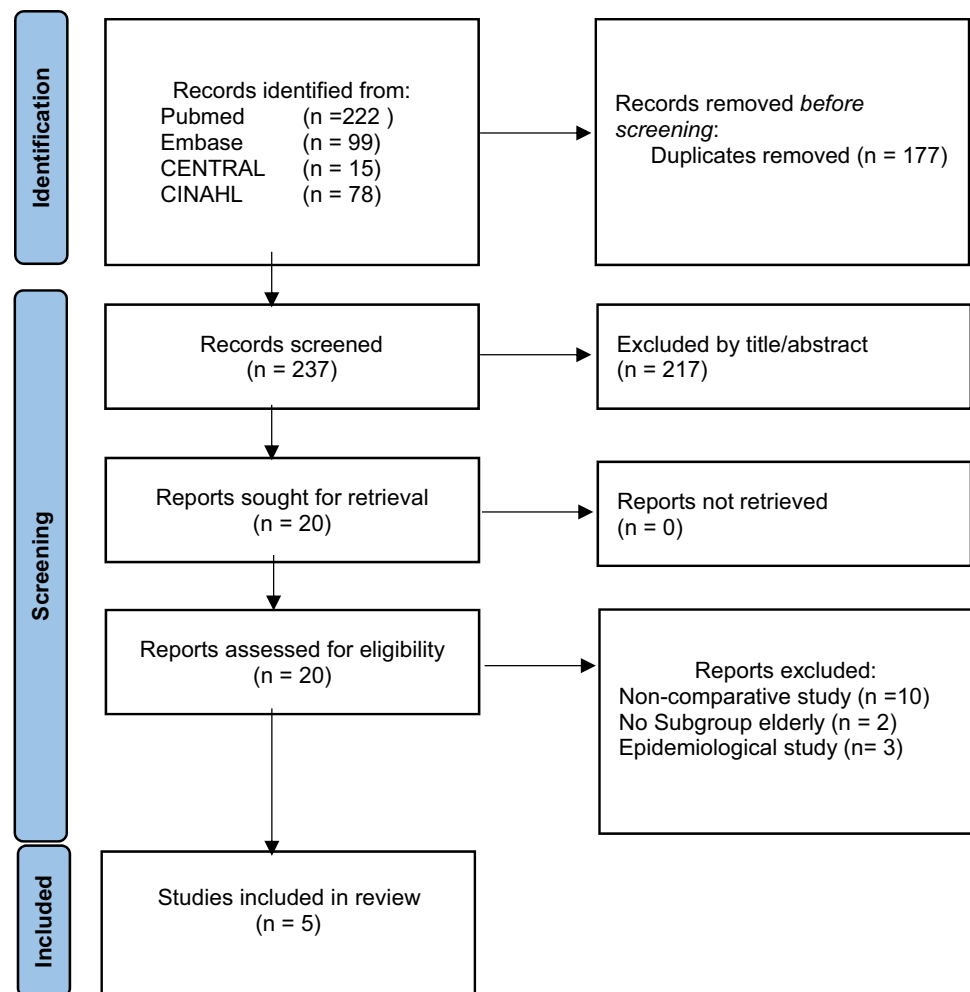 Identification
Records identified from:
Pubmed (n =222 )
Embase (n = 99)
CENTRAL (n = 15)
CINAHL (n = 78)
Records removed before
screening:
Duplicates removed (n = 177)
Screening
Records screened
(n = 237)
Excluded by title/abstract
(n = 217)
Reports sought for retrieval
(n = 20)
Reports not retrieved
(n = 0)
Reports assessed for eligibility
(n = 20)
Reports excluded:
Non-comparative study (n =10)
No Subgroup elderly (n = 2)
Epidemiological study (n= 3)
Included
Studies included in review
(n = 5)